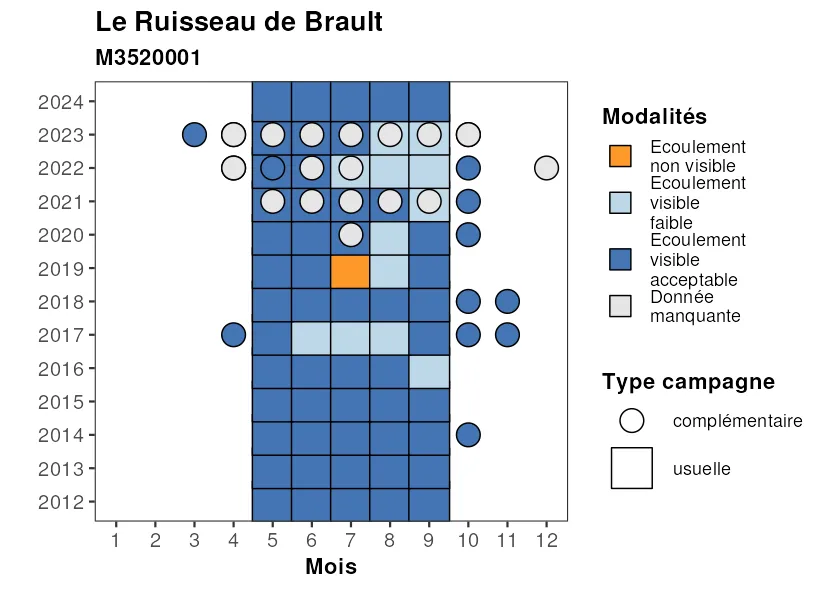 Le Ruisseau de Brault
M3520001
2024
2023
2022
2021
2020
2019
2018
2017
2016
2015
2014
2013
2012
1 2 3 4 5 6 7 8 9 10 11 12
Mois
Modalités
Ecoulement
non visible
Ecoulement
visible
faible
Ecoulement
visible
acceptable
Donnée
manquante
Type campagne
complémentaire
usuelle